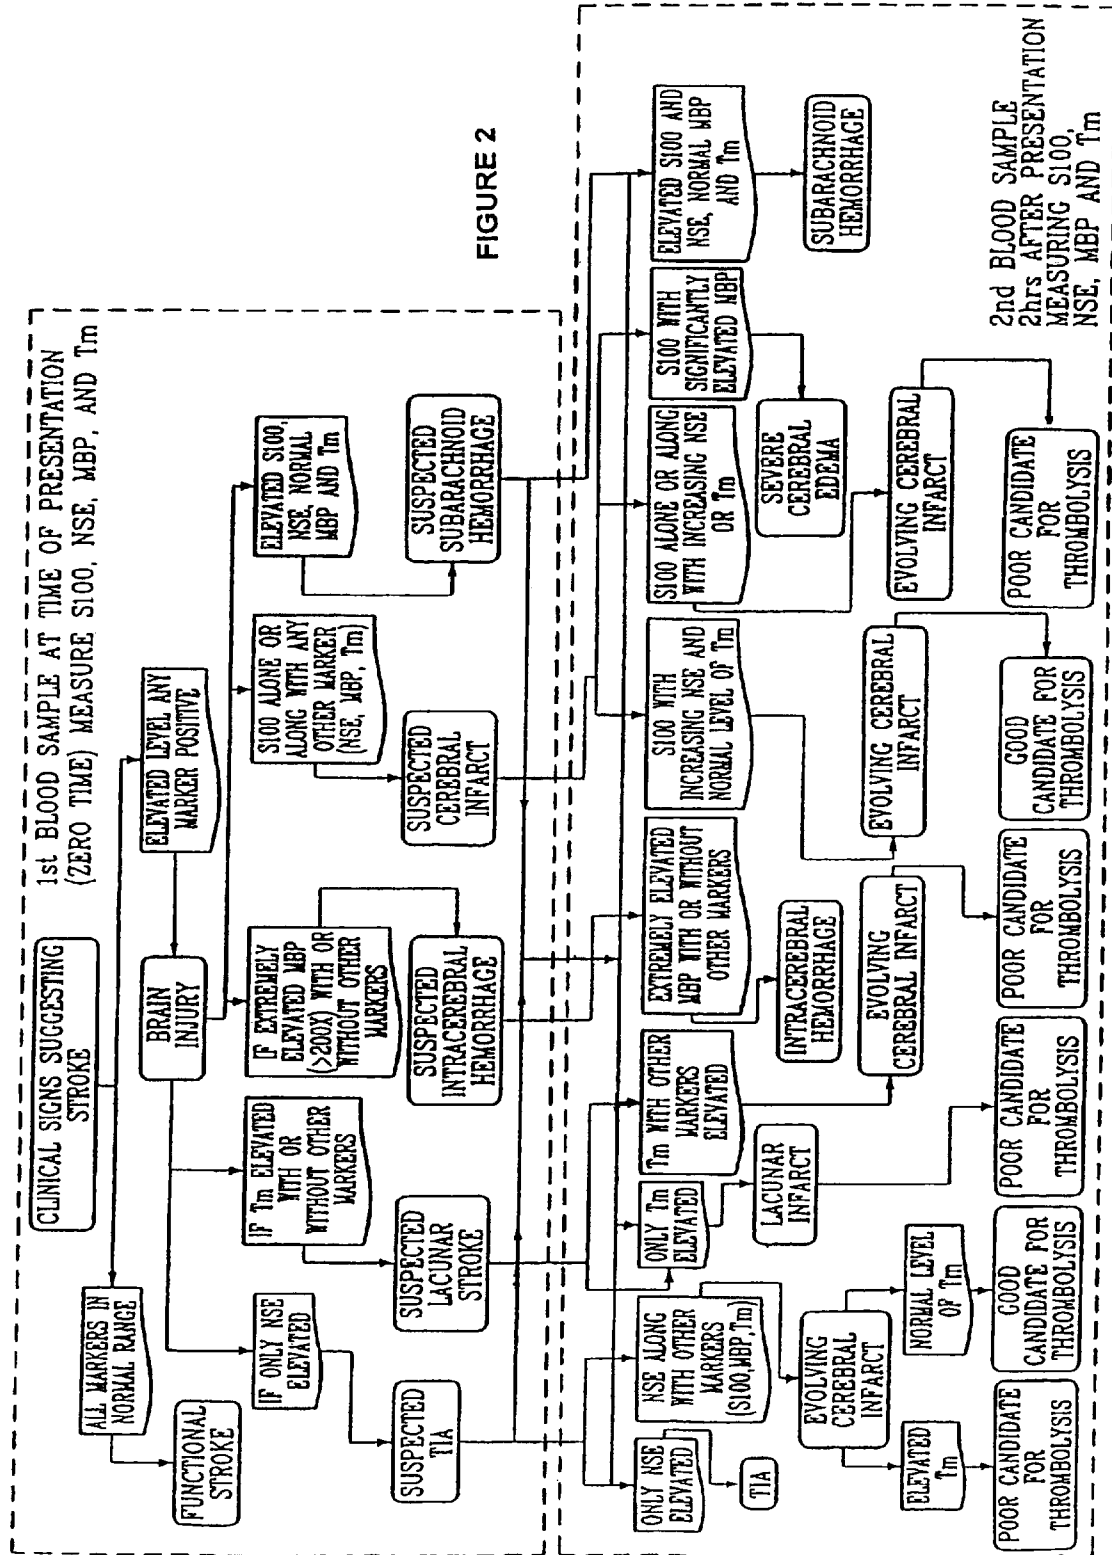 1st BLOOD SAMPLE AT TIME OF PRESENTATION
(ZERO TIME) MEASURE S100, NSE, MBP, AND Tm
CLINICAL SIGNS SUGGESTING
STROKE
ALL MARKERS IN
NORMAL RANGE
ELEVATED LEVEL ANY
MARKER POSITIVE
FUNCTIONAL
STROKE
BRAIN
INJURY
IF ONLY NSE
ELEVATED
IF Tm ELEVATED
WITH OR
WITHOUT OTHER
MARKERS
IF EXTREMELY
ELEVATED MBP
(>200X) WITH OR
WITHOUT OTHER
MARKERS
S100 ALONE OR
ALONG WITH ANY
OTHER MARKER
(NSE, MBP, Tm)
ELEVATED S100,
NSE, NORMAL
MBP AND Tm
SUSPECTED
TIA
SUSPECTED
LACUNAR
STROKE
SUSPECTED
INTRACEREBRAL
HEMORRHAGE
SUSPECTED
CEREBRAL
INFARCT
SUSPECTED
SUBARACHNOID
HEMORRHAGE
FIGURE 2
ONLY NSE
ELEVATED
NSE ALONG
WITH OTHER
MARKERS
(S100,MBP,Tm)
ONLY Tm
ELEVATED
Tm WITH OTHER
MARKERS
ELEVATED
EXTREMELY ELEVATED
MBP WITH OR WITHOUT
OTHER MARKERS
S100 WITH
INCREASING NSE AND
NORMAL LEVEL OF Tm
S100 ALONE OR ALONG
WITH INCREASING NSE
OR Tm
S100 WITH
SIGNIFICANTLY
ELEVATED MBP
ELEVATED S100 AND
NSE, NORMAL MBP
AND Tm
TIA
EVOLVING
CEREBRAL
INFARCT
LACUNAR
INFARCT
INTRACEREBRAL
HEMORRHAGE
SEVERE
CEREBRAL
EDEMA
SUBARACHNOID
HEMORRHAGE
EVOLVING
CEREBRAL INFARCT
EVOLVING CEREBRAL
INFARCT
EVOLVING CEREBRAL
INFARCT
ELEVATED
Tm
NORMAL LEVEL
OF Tm
POOR CANDIDATE
FOR
THROMBOLYSIS
GOOD
CANDIDATE FOR
THROMBOLYSIS
POOR CANDIDATE
FOR
THROMBOLYSIS
POOR CANDIDATE
FOR
THROMBOLYSIS
GOOD
CANDIDATE FOR
THROMBOLYSIS
POOR CANDIDATE
FOR
THROMBOLYSIS
2nd BLOOD SAMPLE
2hrs AFTER PRESENTATION
MEASURING S100,
NSE, MBP AND Tm